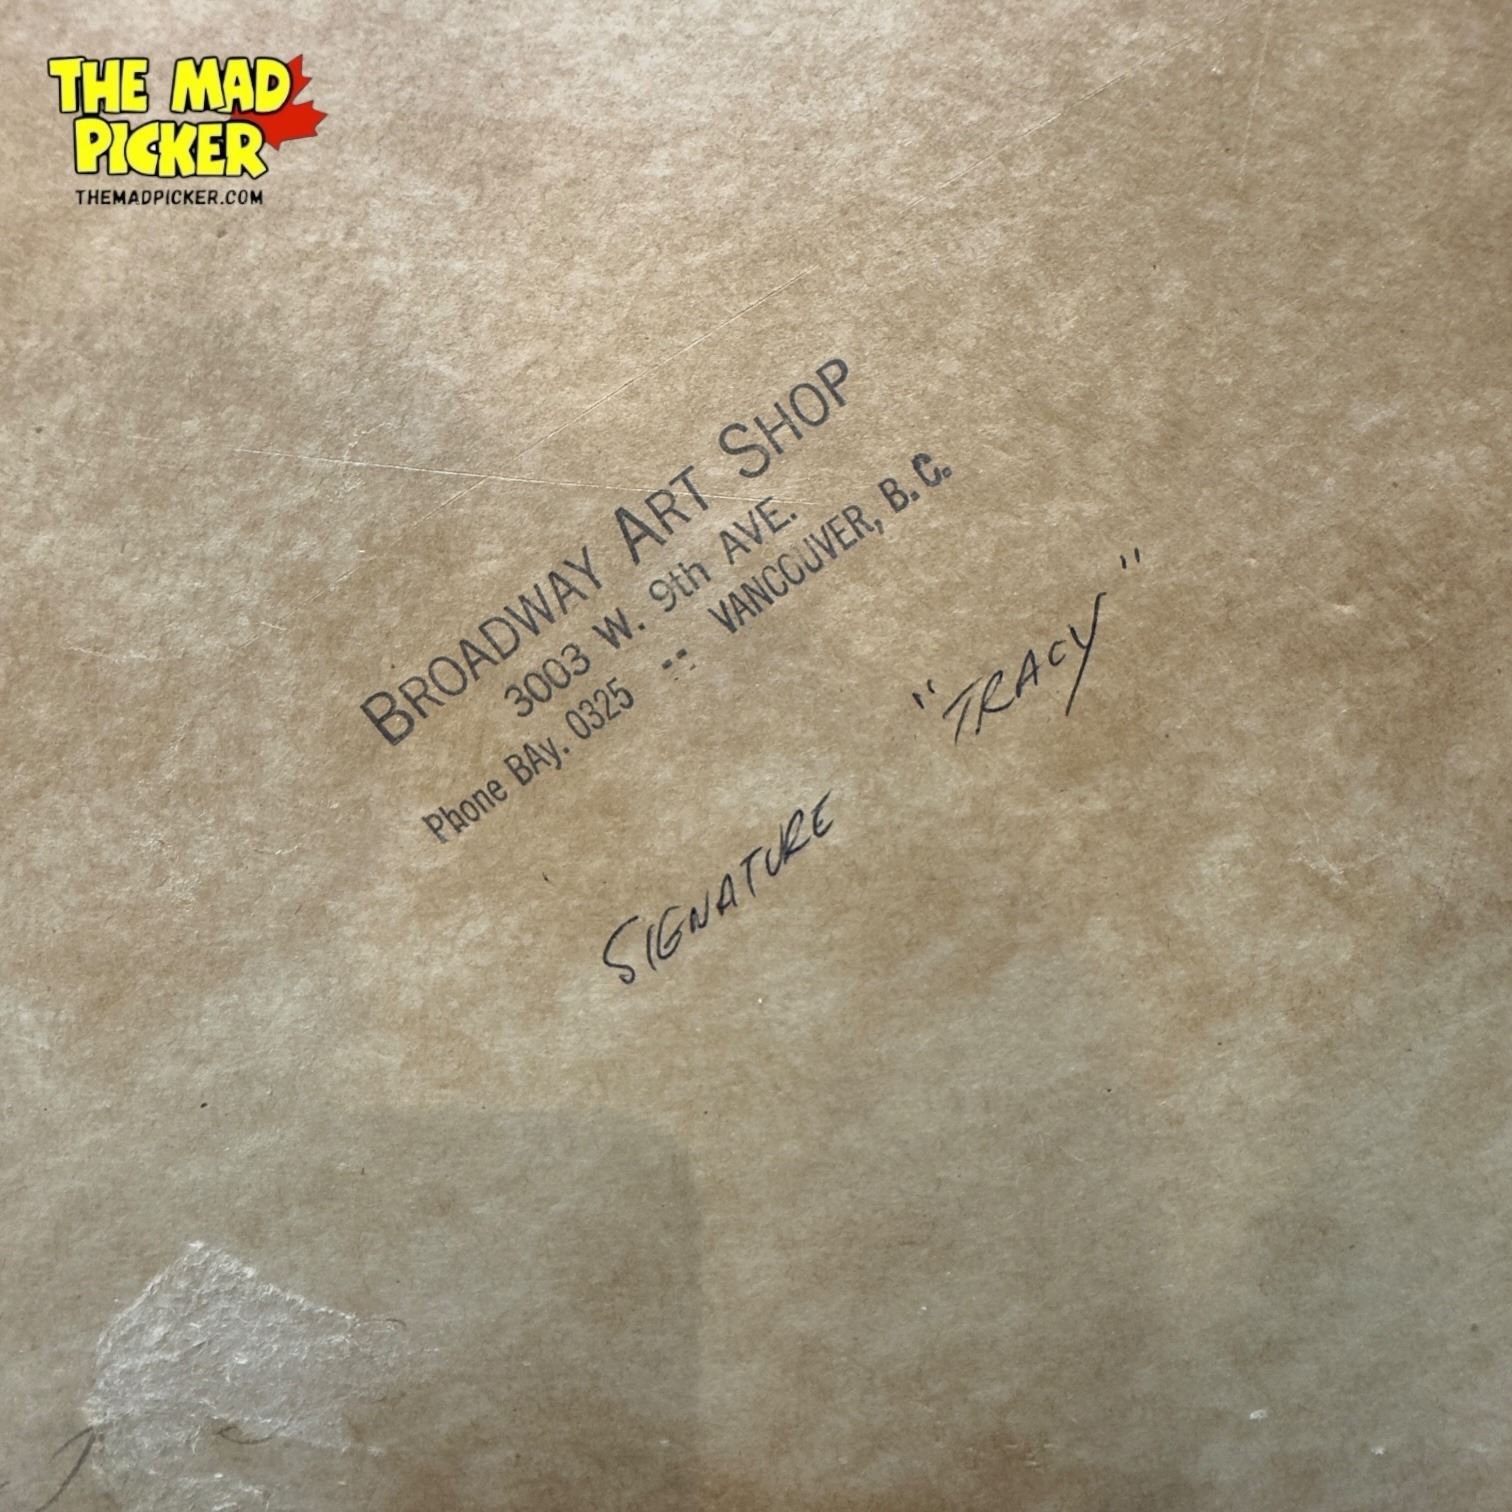 THE MAD
PICKER
THEMADPICKER.COM
BROADWAY ART SHOP
3003 W. 9th AVE.
Phone BAy. 0325 -:- VANCOUVER, B. C.
SIGNATURE "TRACY"